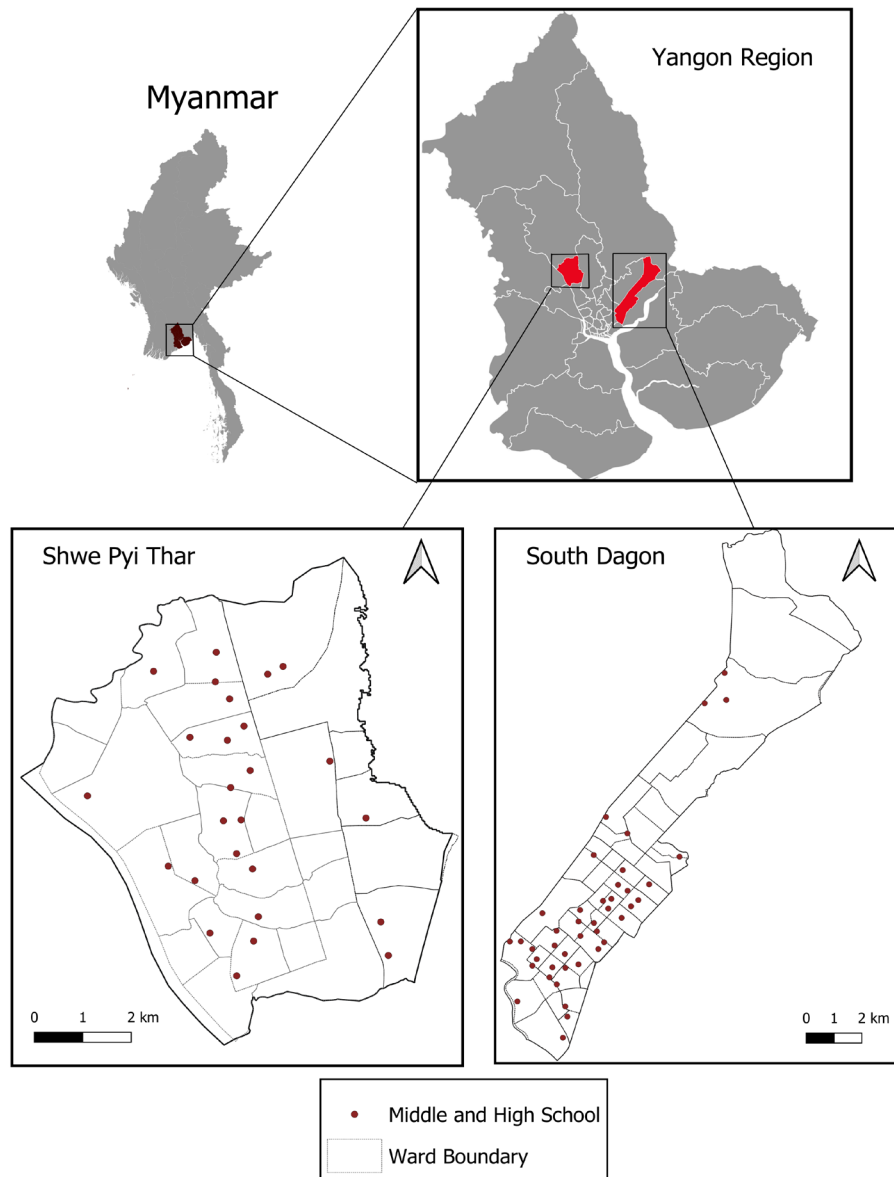 Myanmar
Yangon Region
Shwe Pyi Thar
0 1 2 km
South Dagon
0 1 2 km
Middle and High School
Ward Boundary